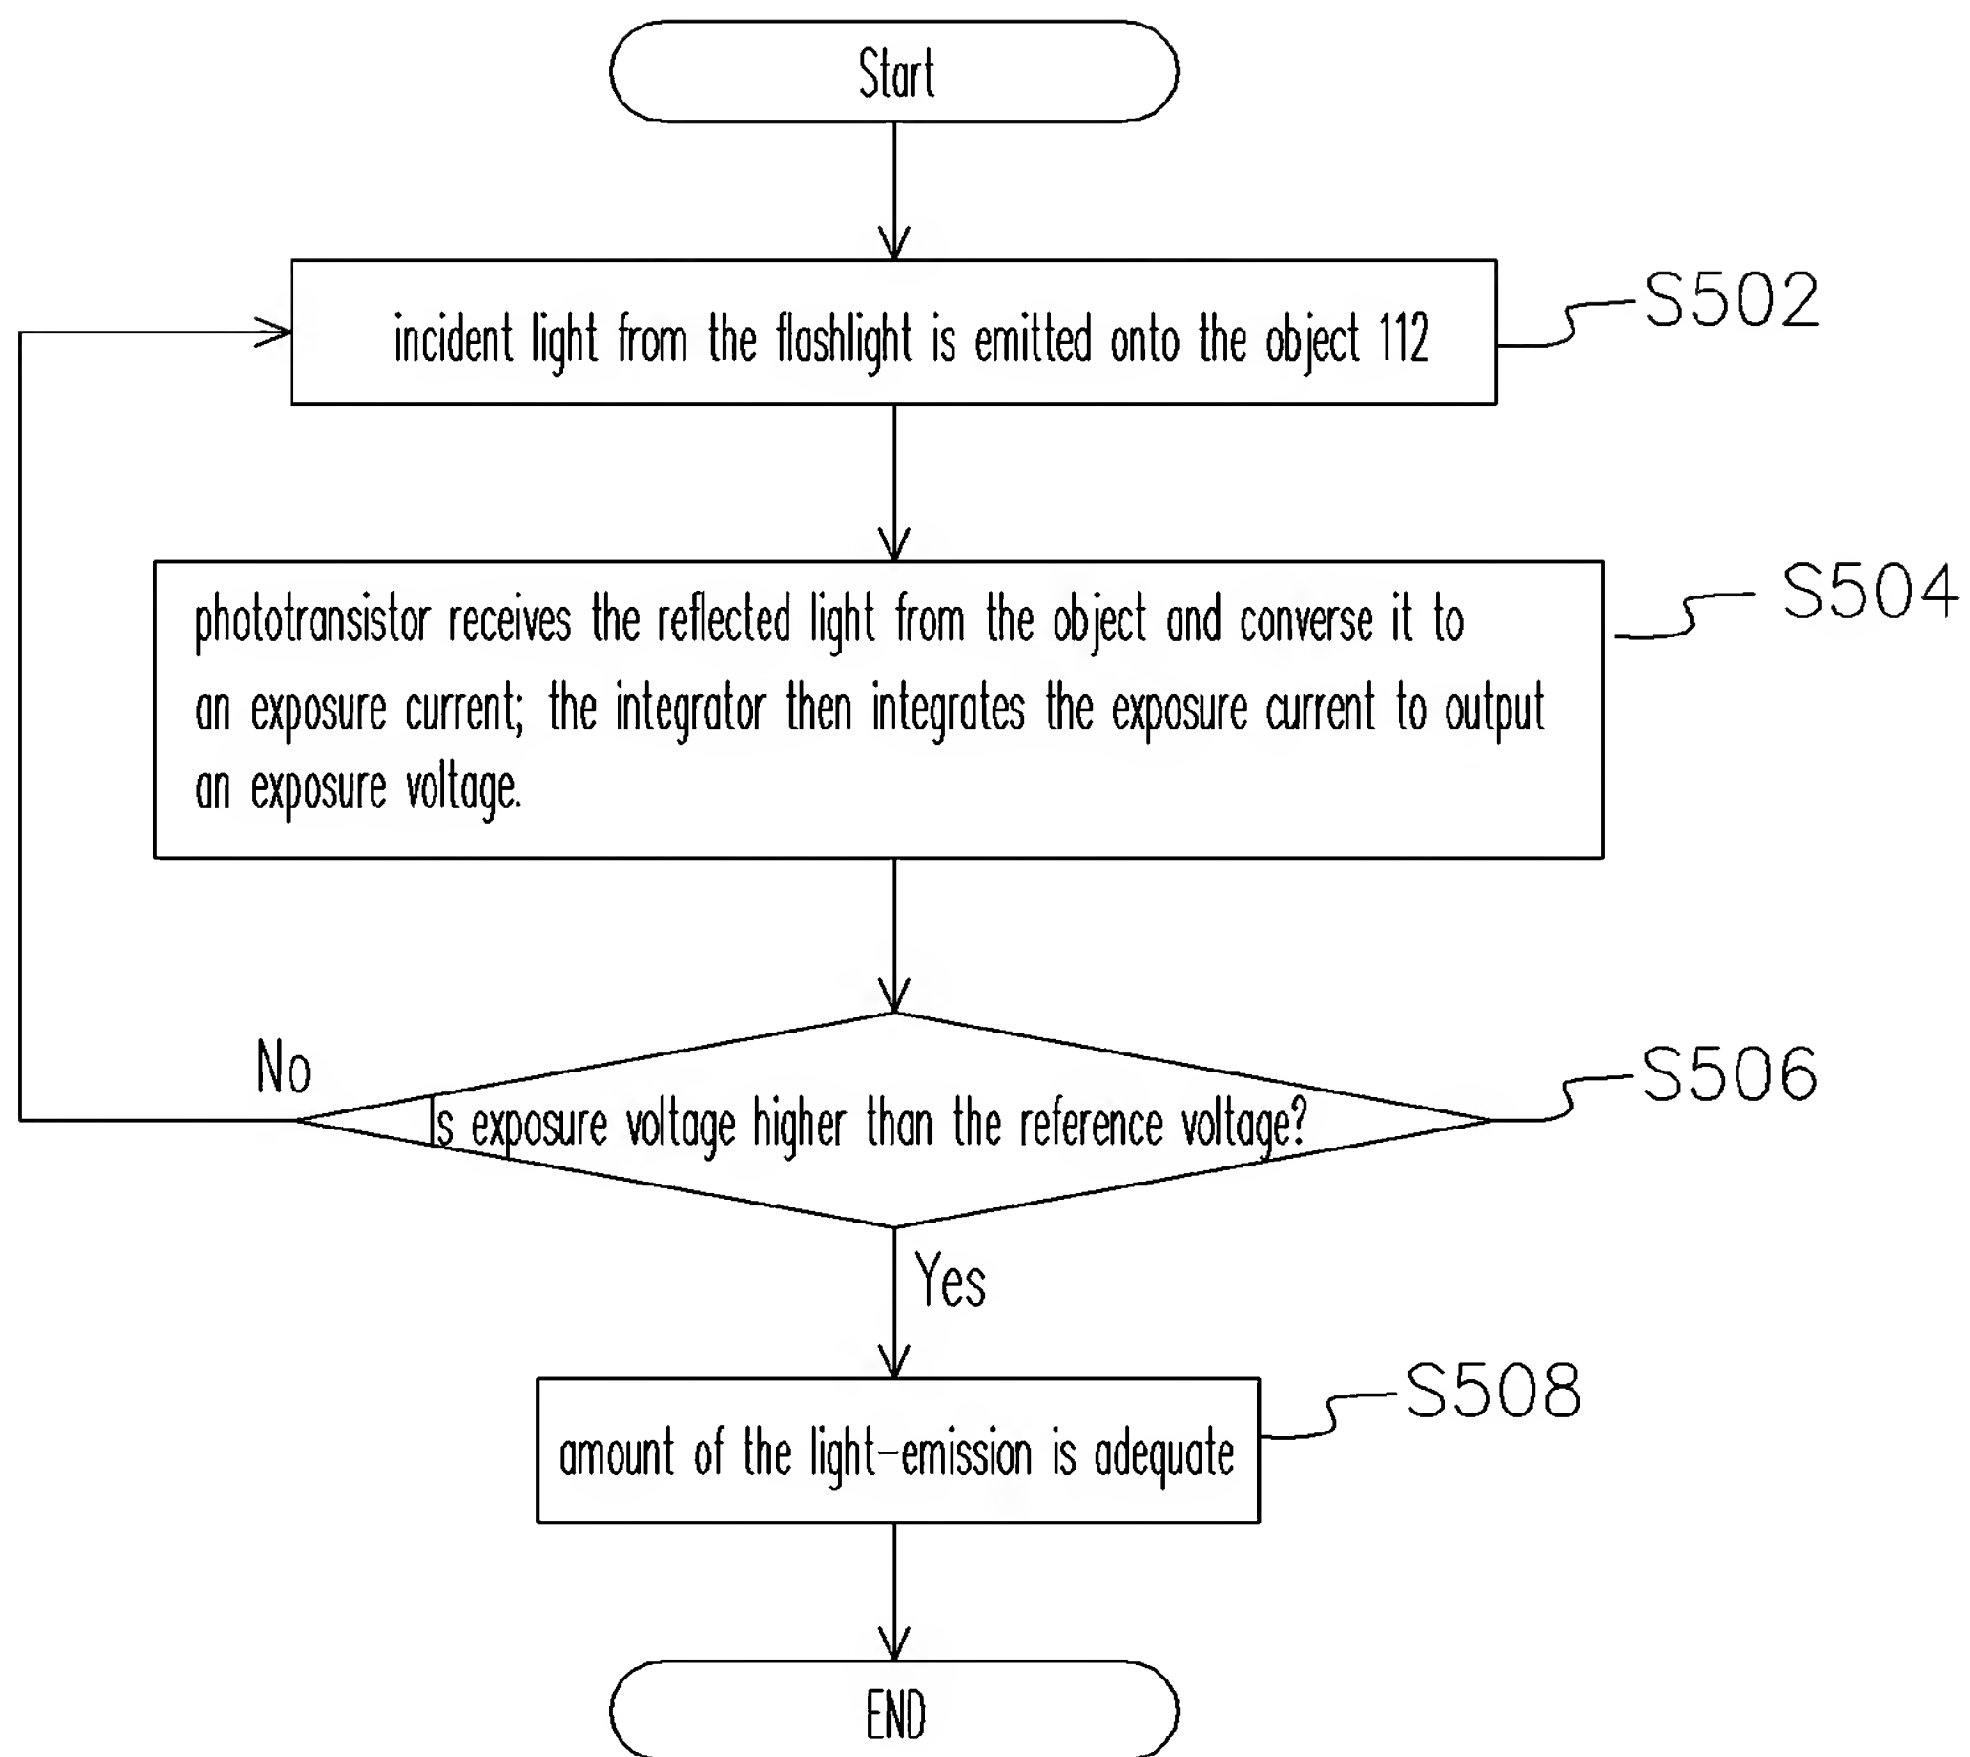 Start
incident light from the flashlight is emitted onto the object 112
S502
phototransistor receives the reflected light from the object and converse it to
an exposure current; the integrator then integrates the exposure current to output
an exposure voltage.
S504
No
Is exposure voltage higher than the reference voltage?
S506
Yes
amount of the light-emission is adequate
S508
END